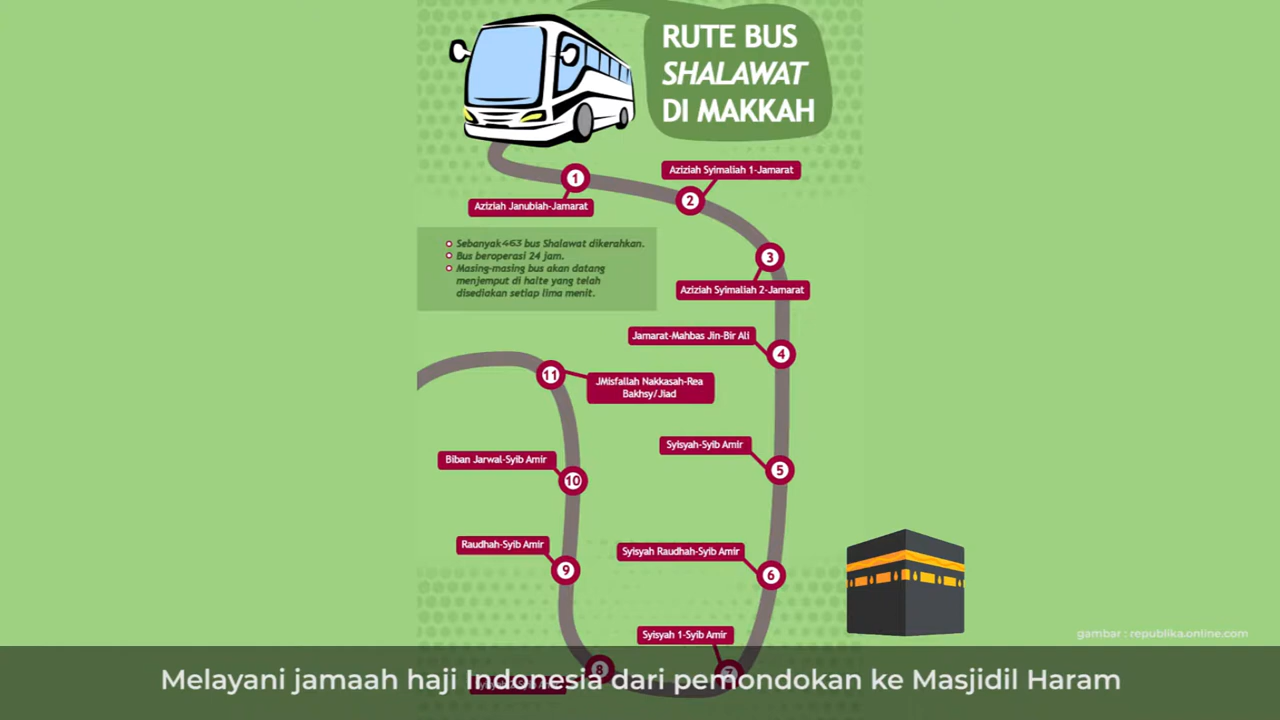 RUTE BUS
SHALAWAT
DI MAKKAH
1
Aziziah Janubiah-Jamarat
Aziziah Syimaliah 1-Jamarat
2
Sebanyak 463 bus Shalawat dikerahkan.
Bus beroperasi 24 jam.
Masing-masing bus akan datang
menjemput di halte yang telah
disediakan setiap lima menit.
3
Aziziah Syimaliah 2-Jamarat
Jamarat-Mahbas Jin-Bir Ali
4
11
JMisfallah Nakkasah-Rea
Bakhsy/Jiad
Syisyah-Syib Amir
5
Biban Jarwal-Syib Amir
10
Raudhah-Syib Amir
9
Syisyah Raudhah-Syib Amir
6
Syisyah 1-Syib Amir
7
8
gambar : republika.online.com
Melayani jamaah haji Indonesia dari pemondokan ke Masjidil Haram